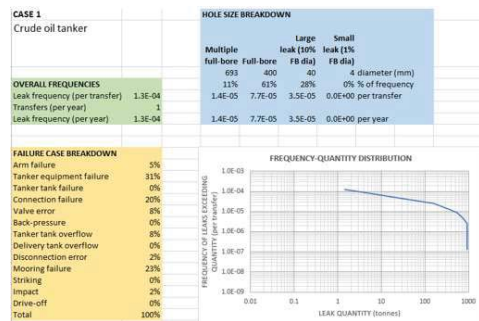 CASE 1
Crude oil tanker
HOLE SIZE BREAKDOWN
Multiple full-bore Full-bore Large leak (10% FB dia) Small leak (1% FB dia)
693 400 40 4 diameter (mm)
11% 61% 28% 0% % of frequency
1.4E-05 7.7E-05 3.5E-05 0.0E+00 per transfer
1.4E-05 7.7E-05 3.5E-05 0.0E+00 per year
OVERALL FREQUENCIES
Leak frequency (per transfer) 1.3E-04
Transfers (per year) 1
Leak frequency (per year) 1.3E-04
FAILURE CASE BREAKDOWN
Arm failure 5%
Tanker equipment failure 31%
Tanker tank failure 0%
Connection failure 20%
Valve error 8%
Back-pressure 0%
Tanker tank overflow 8%
Delivery tank overflow 0%
Disconnection error 2%
Mooring failure 23%
Striking 0%
Impact 2%
Drive-off 0%
Total 100%
FREQUENCY-QUANTITY DISTRIBUTION
FREQUENCY OF LEAKS EXCEEDING
QUANTITY (per transfer)
1.0E-03
1.0E-04
1.0E-05
1.0E-06
1.0E-07
1.0E-08
1.0E-09
0.01 0.1 1 10 100 1000
LEAK QUANTITY (tonnes)